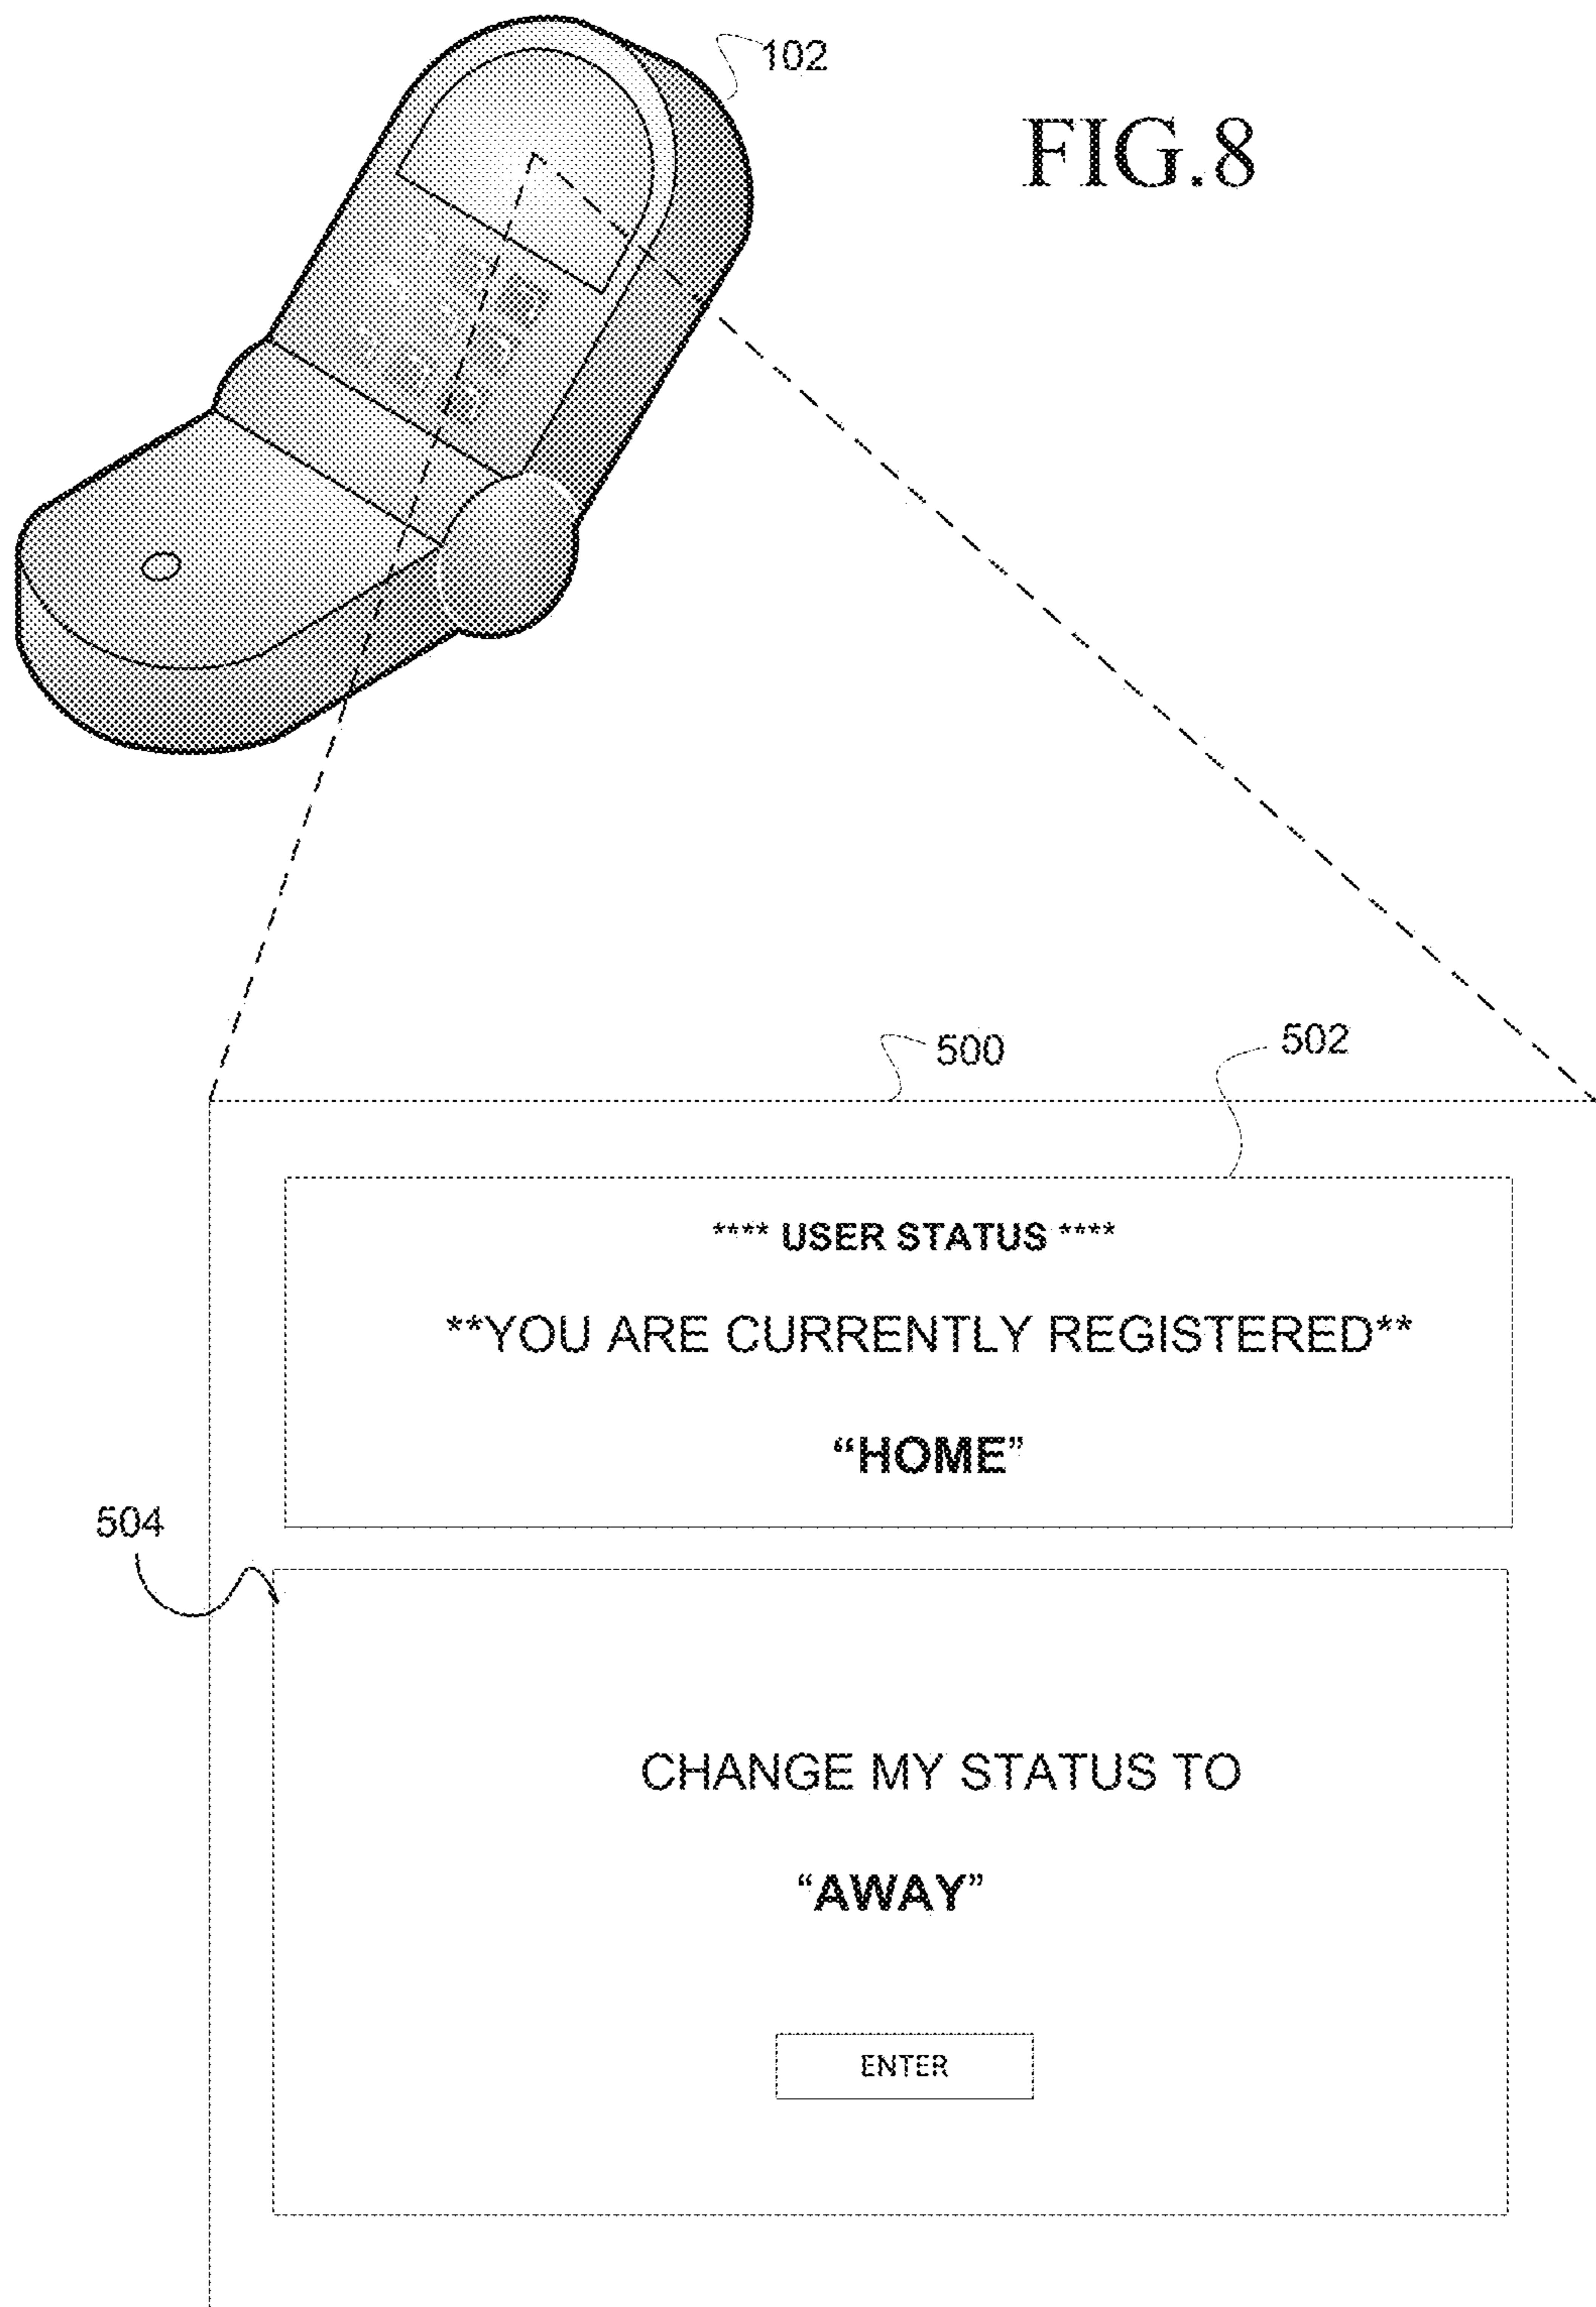 102
FIG.8
500
502
**** USER STATUS ****
**YOU ARE CURRENTLY REGISTERED**
“HOME”
504
CHANGE MY STATUS TO
“AWAY”
ENTER